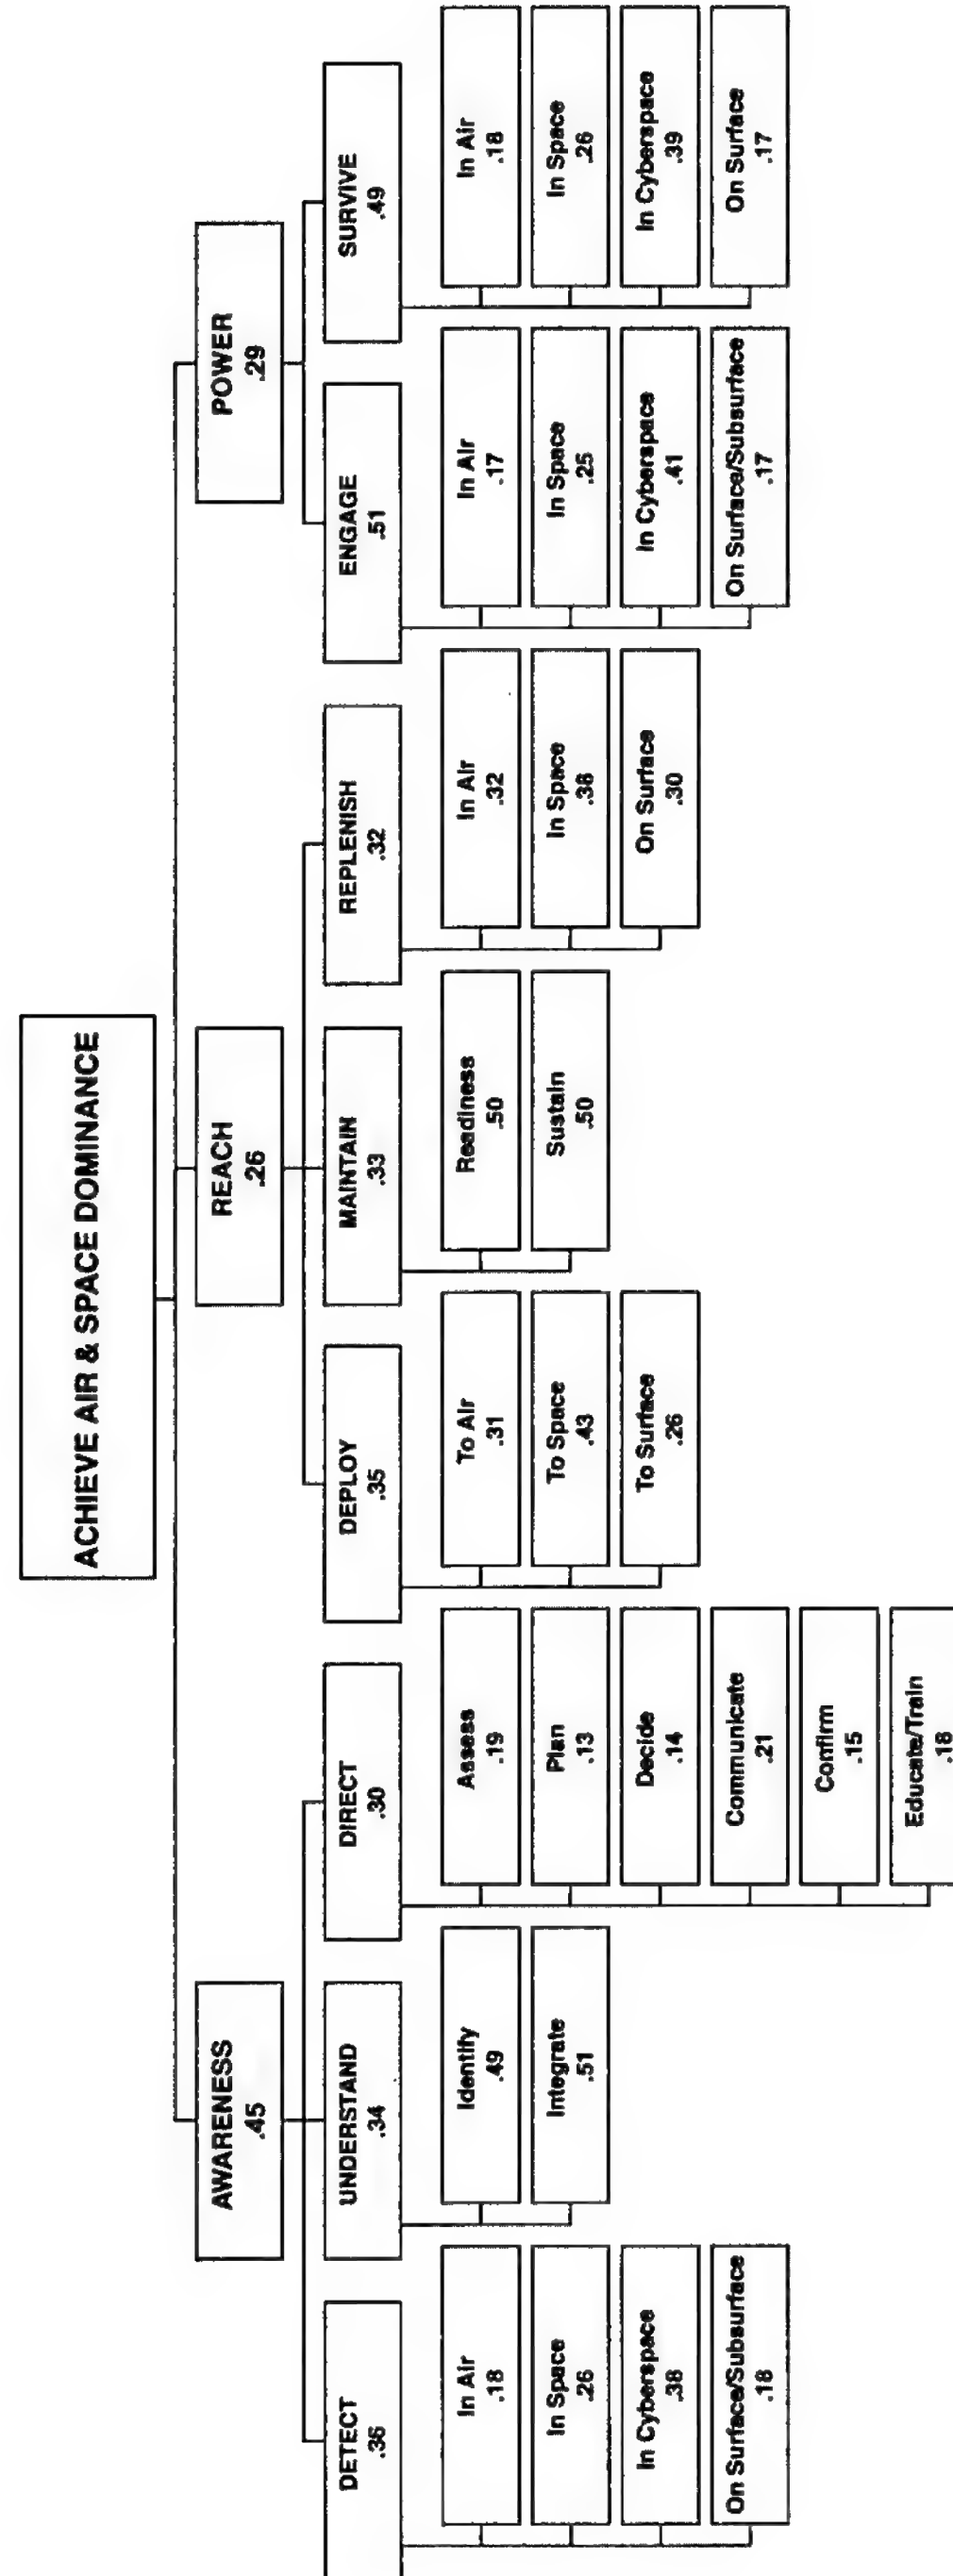 ACHIEVE AIR & SPACE DOMINANCE
AWARENESS
.45
REACH
.26
POWER
.29
DETECT
.36
UNDERSTAND
.34
DIRECT
.30
DEPLOY
.35
MAINTAIN
.33
REPLENISH
.32
ENGAGE
.51
SURVIVE
.49
In Air
.18
In Space
.26
In Cyberspace
.38
On Surface/Subsurface
.18
Identify
.49
Integrate
.51
Assess
.19
Plan
.13
Decide
.14
Communicate
.21
Confirm
.15
Educate/Train
.18
To Air
.31
To Space
.43
To Surface
.26
Readiness
.50
Sustain
.50
In Air
.32
In Space
.38
On Surface
.30
In Air
.17
In Space
.25
In Cyberspace
.41
On Surface/Subsurface
.17
In Air
.18
In Space
.26
In Cyberspace
.39
On Surface
.17